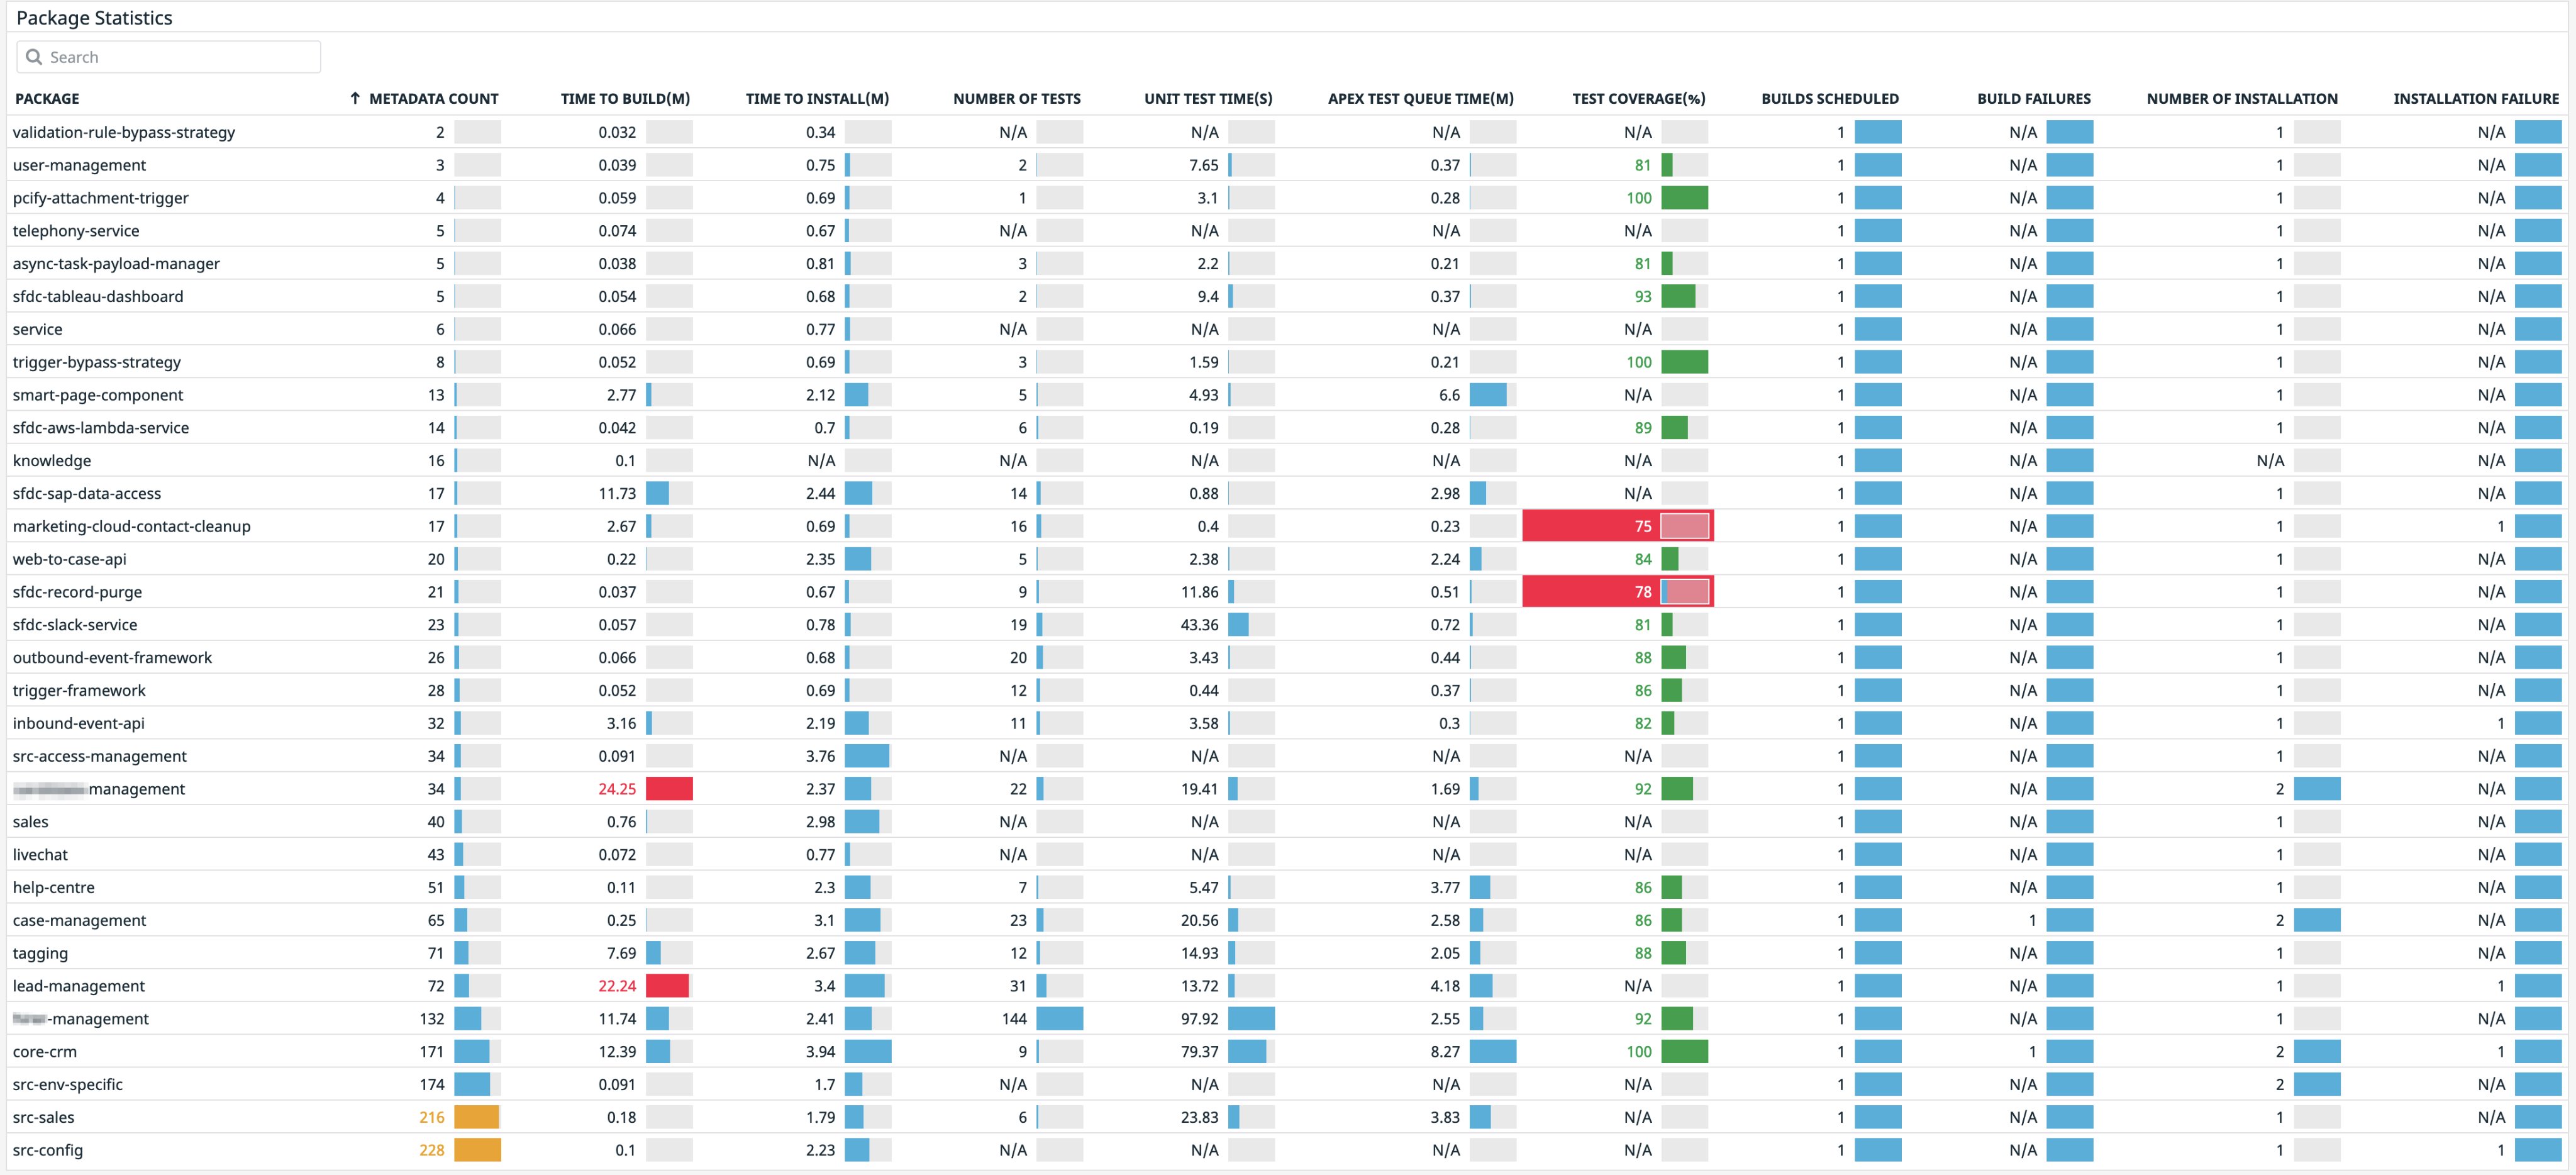 Package Statistics
Search
PACKAGE ↑ METADATA COUNT TIME TO BUILD(M) TIME TO INSTALL(M) NUMBER OF TESTS UNIT TEST TIME(S) APEX TEST QUEUE TIME(M) TEST COVERAGE(%) BUILDS SCHEDULED BUILD FAILURES NUMBER OF INSTALLATION INSTALLATION FAILURE
validation-rule-bypass-strategy 2 0.032 0.34 N/A N/A N/A N/A 1 N/A 1 N/A
user-management 3 0.039 0.75 2 7.65 0.37 81 1 N/A 1 N/A
pcify-attachment-trigger 4 0.059 0.69 1 3.1 0.28 100 1 N/A 1 N/A
telephony-service 5 0.074 0.67 N/A N/A N/A N/A 1 N/A 1 N/A
async-task-payload-manager 5 0.038 0.81 3 2.2 0.21 81 1 N/A 1 N/A
sfdc-tableau-dashboard 5 0.054 0.68 2 9.4 0.37 93 1 N/A 1 N/A
service 6 0.066 0.77 N/A N/A N/A N/A 1 N/A 1 N/A
trigger-bypass-strategy 8 0.052 0.69 3 1.59 0.21 100 1 N/A 1 N/A
smart-page-component 13 2.77 2.12 5 4.93 6.6 N/A 1 N/A 1 N/A
sfdc-aws-lambda-service 14 0.042 0.7 6 0.19 0.28 89 1 N/A 1 N/A
knowledge 16 0.1 N/A N/A N/A N/A N/A 1 N/A N/A N/A
sfdc-sap-data-access 17 11.73 2.44 14 0.88 2.98 N/A 1 N/A 1 N/A
marketing-cloud-contact-cleanup 17 2.67 0.69 16 0.4 0.23 75 1 N/A 1 1
web-to-case-api 20 0.22 2.35 5 2.38 2.24 84 1 N/A 1 N/A
sfdc-record-purge 21 0.037 0.67 9 11.86 0.51 78 1 N/A 1 N/A
sfdc-slack-service 23 0.057 0.78 19 43.36 0.72 81 1 N/A 1 N/A
outbound-event-framework 26 0.066 0.68 20 3.43 0.44 88 1 N/A 1 N/A
trigger-framework 28 0.052 0.69 12 0.44 0.37 86 1 N/A 1 N/A
inbound-event-api 32 3.16 2.19 11 3.58 0.3 82 1 N/A 1 1
src-access-management 34 0.091 3.76 N/A N/A N/A N/A 1 N/A 1 N/A
management 34 24.25 2.37 22 19.41 1.69 92 1 N/A 2 N/A
sales 40 0.76 2.98 N/A N/A N/A N/A 1 N/A 1 N/A
livechat 43 0.072 0.77 N/A N/A N/A N/A 1 N/A 1 N/A
help-centre 51 0.11 2.3 7 5.47 3.77 86 1 N/A 1 N/A
case-management 65 0.25 3.1 23 20.56 2.58 86 1 1 2 N/A
tagging 71 7.69 2.67 12 14.93 2.05 88 1 N/A 1 N/A
lead-management 72 22.24 3.4 31 13.72 4.18 N/A 1 N/A 1 1
-management 132 11.74 2.41 144 97.92 2.55 92 1 N/A 1 N/A
core-crm 171 12.39 3.94 9 79.37 8.27 100 1 1 2 1
src-env-specific 174 0.091 1.7 N/A N/A N/A N/A 1 N/A 2 N/A
src-sales 216 0.18 1.79 6 23.83 3.83 N/A 1 N/A 1 N/A
src-config 228 0.1 2.23 N/A N/A N/A N/A 1 N/A 1 1